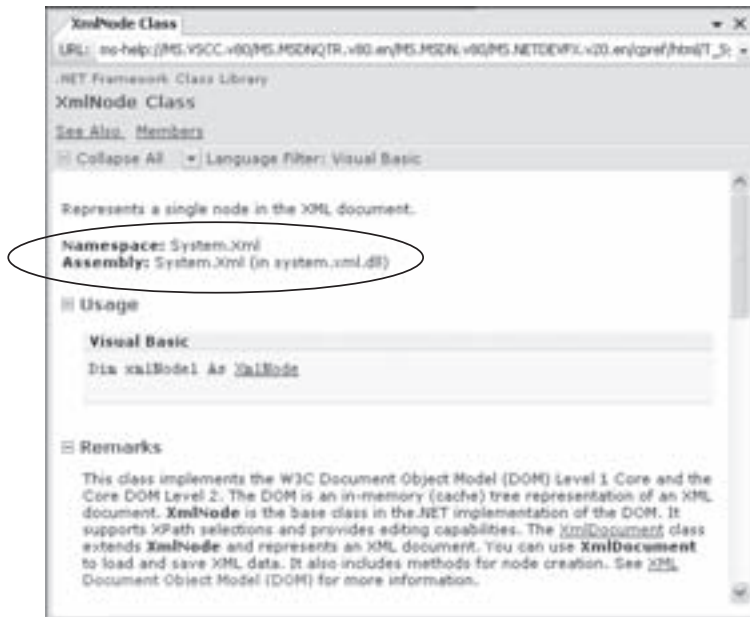 XmlNode Class
URL: ms-help://MS.VSCC.v80/MS.MSDNQTR.v80.en/MS.MSDN.v80/MS.NETDEVFX.v20.en/cpref/html/T_Sy
.NET Framework Class Library
XmlNode Class
See Also Members
Collapse All Language Filter: Visual Basic
Represents a single node in the XML document.
Namespace: System.Xml
Assembly: System.Xml (in system.xml.dll)
Usage
Visual Basic
Dim xmlNode1 As XmlNode
Remarks
This class implements the W3C Document Object Model (DOM) Level 1 Core and the
Core DOM Level 2. The DOM is an in-memory (cache) tree representation of an XML
document. XmlNode is the base class in the .NET implementation of the DOM. It
supports XPath selections and provides editing capabilities. The XmlDocument class
extends XmlNode and represents an XML document. You can use XmlDocument
to load and save XML data. It also includes methods for node creation. See XML
Document Object Model (DOM) for more information.